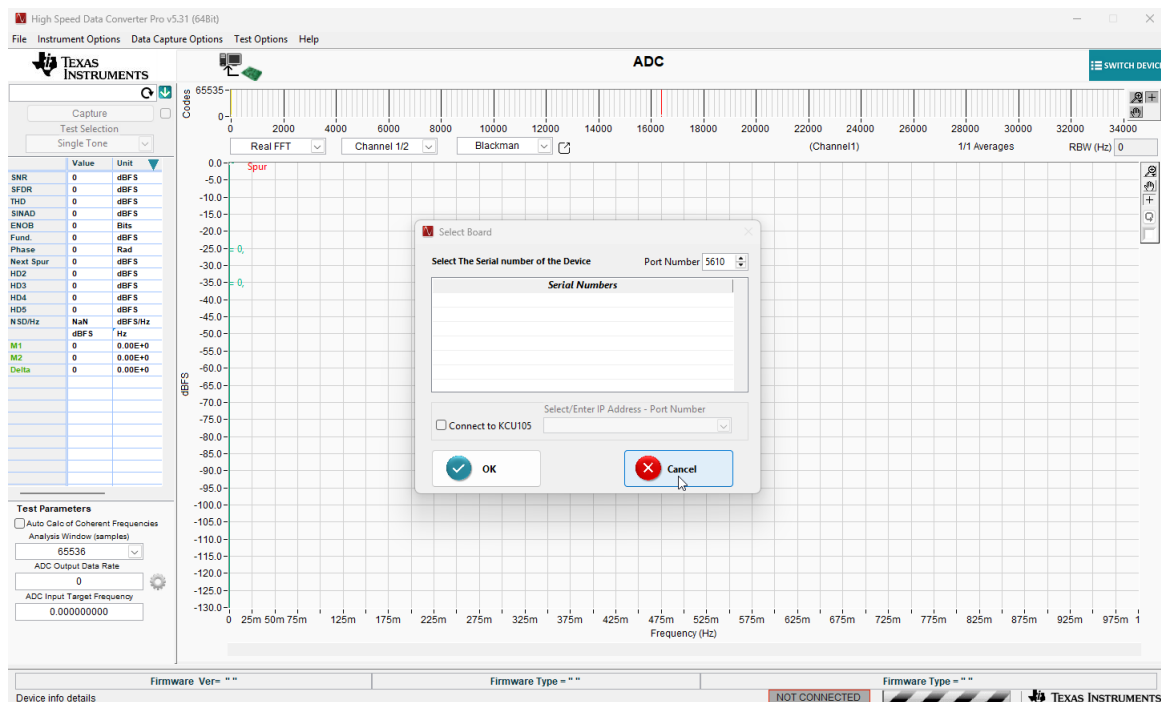 High Speed Data Converter Pro v5.31 (64Bit)
File Instrument Options Data Capture Options Test Options Help
TEXAS INSTRUMENTS
ADC
SWITCH DEVIC
Capture
Test Selection
Single Tone
Codes
65535
0
0 2000 4000 6000 8000 10000 12000 14000 16000 18000 20000 22000 24000 26000 28000 30000 32000 34000
Real FFT Channel 1/2 Blackman (Channel1) 1/1 Averages RBW (Hz) 0
Value Unit
SNR 0 dBFS
SFDR 0 dBFS
THD 0 dBFS
SINAD 0 dBFS
ENOB 0 Bits
Fund. 0 dBFS
Phase 0 Rad
Next Spur 0 dBFS
HD2 0 dBFS
HD3 0 dBFS
HD4 0 dBFS
HD5 0 dBFS
NSD/Hz NaN dBFS/Hz
dBFS Hz
M1 0 0.00E+0
M2 0 0.00E+0
Delta 0 0.00E+0
Test Parameters
Auto Calc of Coherent Frequencies
Analysis Window (samples)
65536
ADC Output Data Rate
0
ADC Input Target Frequency
0.000000000
Spur
= 0,
= 0,
dBFS
0.0
-5.0
-10.0
-15.0
-20.0
-25.0
-30.0
-35.0
-40.0
-45.0
-50.0
-55.0
-60.0
-65.0
-70.0
-75.0
-80.0
-85.0
-90.0
-95.0
-100.0
-105.0
-110.0
-115.0
-120.0
-125.0
-130.0
0 25m 50m 75m 125m 175m 225m 275m 325m 375m 425m 475m 525m 575m 625m 675m 725m 775m 825m 875m 925m 975m 1
Frequency (Hz)
Select Board
Select The Serial number of the Device Port Number 5610
Serial Numbers
Select/Enter IP Address - Port Number
Connect to KCU105
OK Cancel
Firmware Ver= " " Firmware Type = " " Firmware Type = " "
Device info details NOT CONNECTED TEXAS INSTRUMENTS